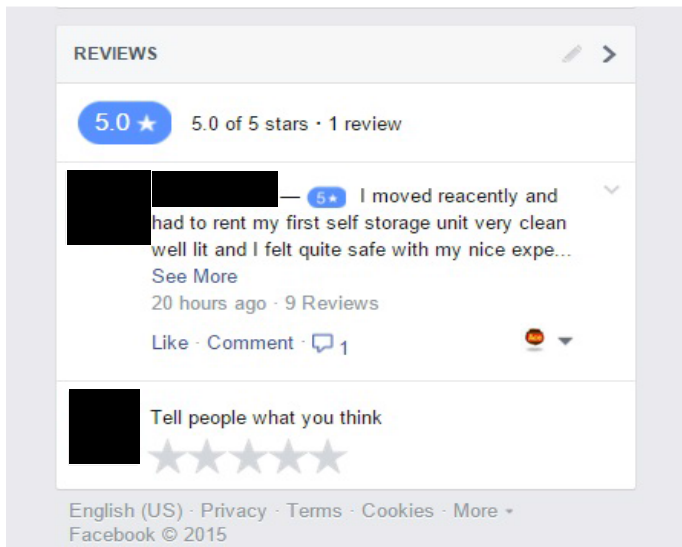 REVIEWS
5.0 ★ 5.0 of 5 stars · 1 review
— 5★ I moved reacently and
had to rent my first self storage unit very clean
well lit and I felt quite safe with my nice expe...
See More
20 hours ago · 9 Reviews
Like · Comment · 1
Tell people what you think
English (US) · Privacy · Terms · Cookies · More
Facebook © 2015